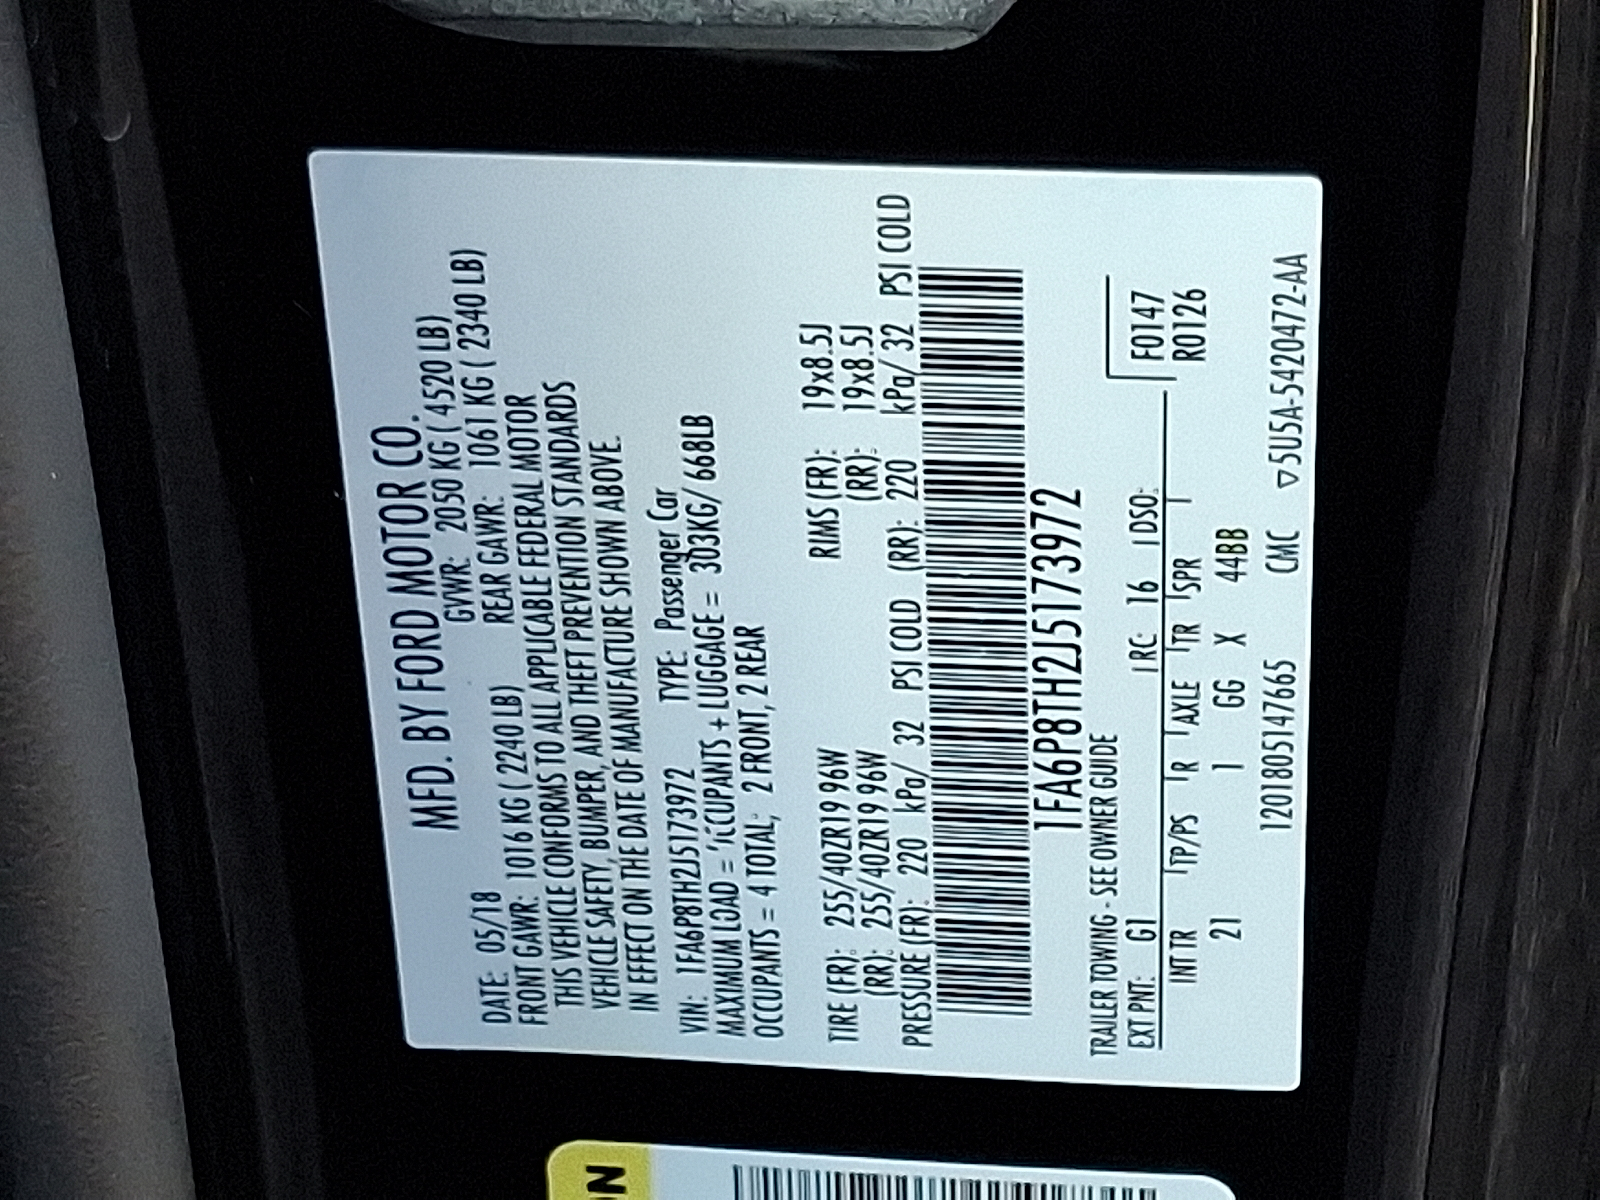 MFD. BY FORD MOTOR CO.
DATE: 05/18 GVWR: 2050 KG ( 4520 LB)
FRONT GAWR: 1016 KG ( 2240 LB) REAR GAWR: 1061 KG ( 2340 LB)
THIS VEHICLE CONFORMS TO ALL APPLICABLE FEDERAL MOTOR
VEHICLE SAFETY, BUMPER, AND THEFT PREVENTION STANDARDS
IN EFFECT ON THE DATE OF MANUFACTURE SHOWN ABOVE.
VIN: 1FA6P8TH2J5173972 TYPE: Passenger Car
MAXIMUM LOAD = OCCUPANTS + LUGGAGE = 303KG/ 668LB
OCCUPANTS = 4 TOTAL; 2 FRONT, 2 REAR
TIRE (FR): 255/40ZR19 96W RIMS (FR): 19x8.5J
(RR): 255/40ZR19 96W (RR): 19x8.5J
PRESSURE (FR): 220 kPa/ 32 PSI COLD (RR): 220 kPa/ 32 PSI COLD
1FA6P8TH2J5173972
TRAILER TOWING - SEE OWNER GUIDE
EXT PNT: G1 RC: 16 DSO: F0147
INT TR TP/PS R AXLE TR SPR R0126
21 1 GG X 44BB
1201805147665 CMC ▽5U5A-5420472-AA
ON